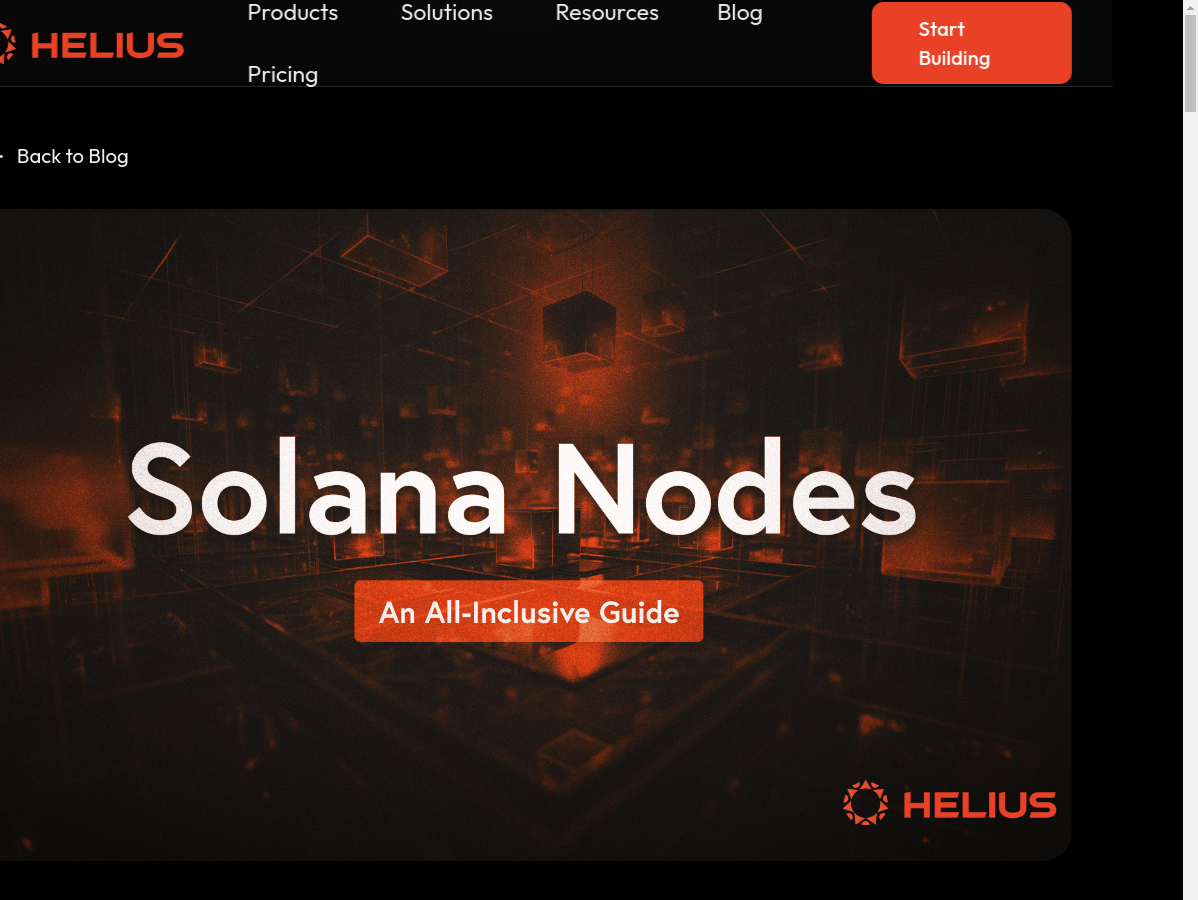 HELIUS
Products Solutions Resources Blog
Pricing
Start
Building
Back to Blog
Solana Nodes
An All-Inclusive Guide
HELIUS